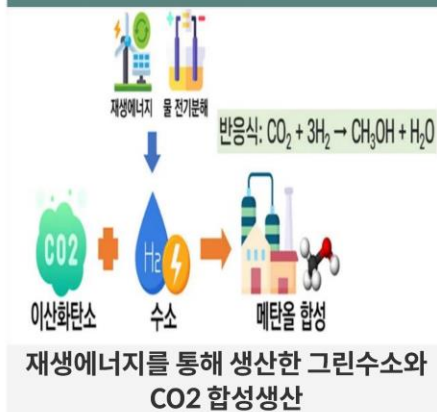 재생에너지 물 전기분해
반응식: CO₂ + 3H₂ → CH₃OH + H₂O
CO2
H₂
이산화탄소 수소 메탄올 합성
재생에너지를 통해 생산한 그린수소와
CO2 합성생산